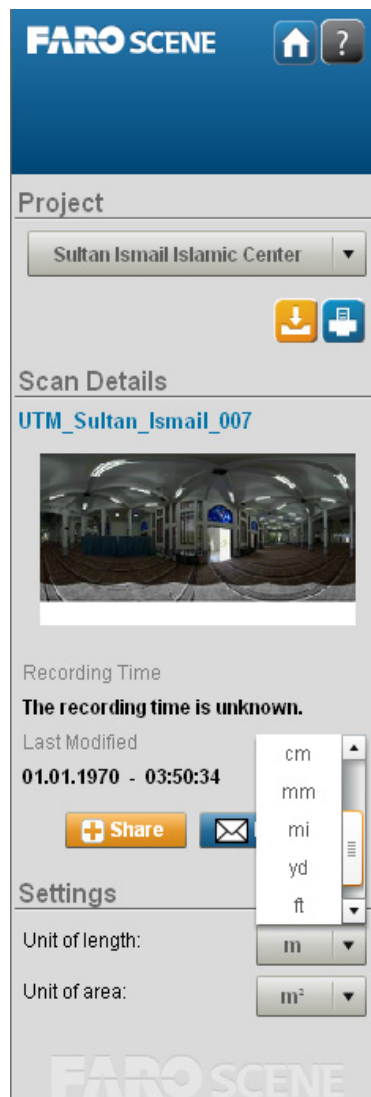 FARO SCENE
?
Project
Sultan Ismail Islamic Center
Scan Details
UTM_Sultan_Ismail_007
Recording Time
The recording time is unknown.
Last Modified
01.01.1970 - 03:50:34
Share
cm
mm
mi
yd
ft
Settings
Unit of length:
m
Unit of area:
m²
FARO SCENE